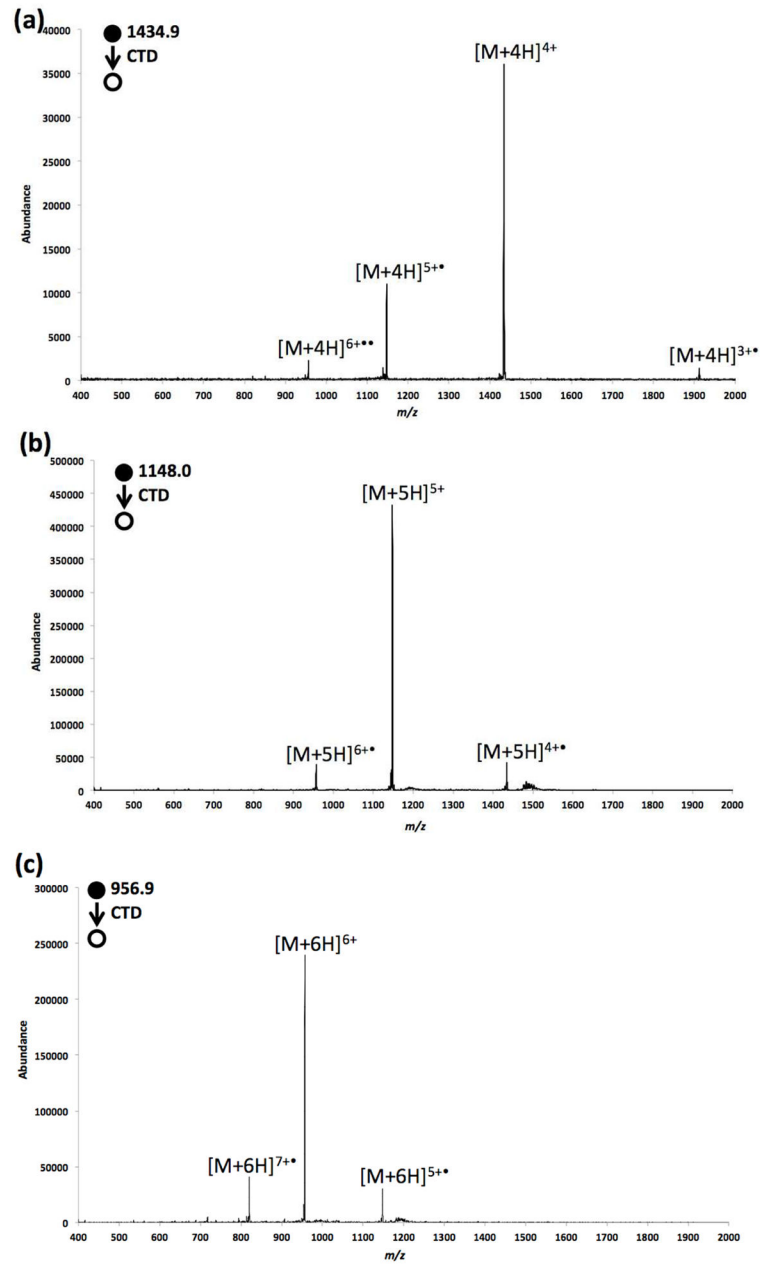 (a)
1434.9
CTD
[M+4H]4+
[M+4H]5+•
[M+4H]6+••
[M+4H]3+•
40000
35000
30000
25000
20000
15000
10000
5000
0
Abundance
400 500 600 700 800 900 1000 1100 1200 1300 1400 1500 1600 1700 1800 1900 2000
m/z
(b)
1148.0
CTD
[M+5H]5+
[M+5H]6+•
[M+5H]4+•
500000
450000
400000
350000
300000
250000
200000
150000
100000
50000
0
Abundance
400 500 600 700 800 900 1000 1100 1200 1300 1400 1500 1600 1700 1800 1900 2000
m/z
(c)
956.9
CTD
[M+6H]6+
[M+6H]7+•
[M+6H]5+•
300000
250000
200000
150000
100000
50000
0
Abundance
400 500 600 700 800 900 1000 1100 1200 1300 1400 1500 1600 1700 1800 1900 2000
m/z